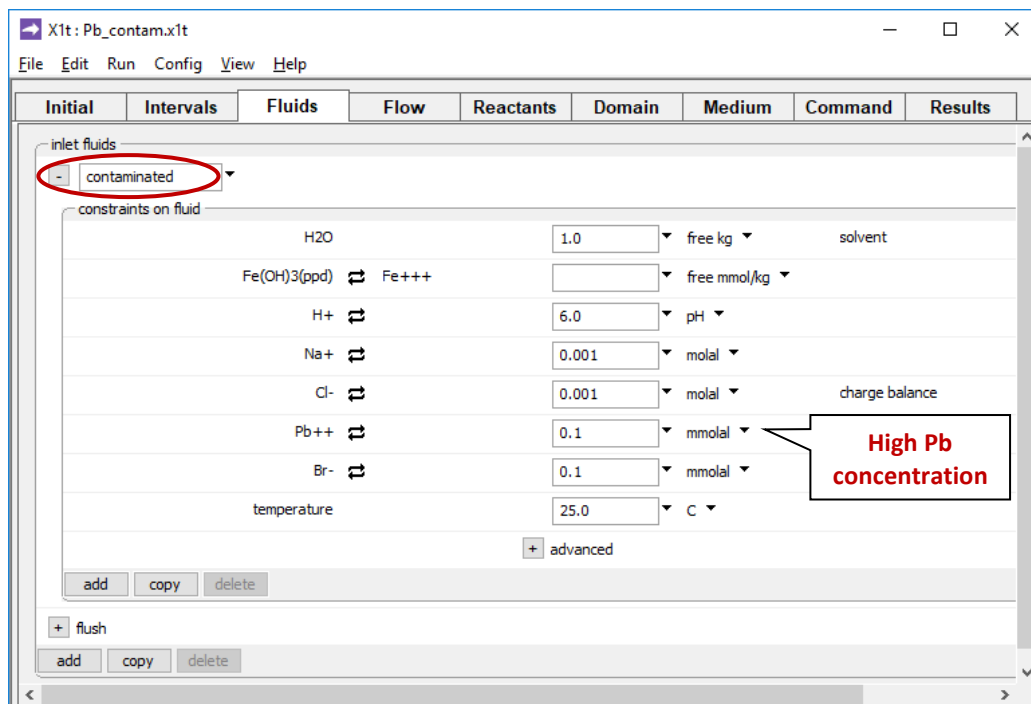 X1t : Pb_contam.x1t
File Edit Run Config View Help
Initial Intervals Fluids Flow Reactants Domain Medium Command Results
inlet fluids
- contaminated
constraints on fluid
H2O 1.0 free kg solvent
Fe(OH)3(ppd) Fe+++ free mmol/kg
H+ 6.0 pH
Na+ 0.001 molal
Cl- 0.001 molal charge balance
Pb++ 0.1 mmolal
High Pb
concentration
Br- 0.1 mmolal
temperature 25.0 C
+ advanced
add copy delete
+ flush
add copy delete